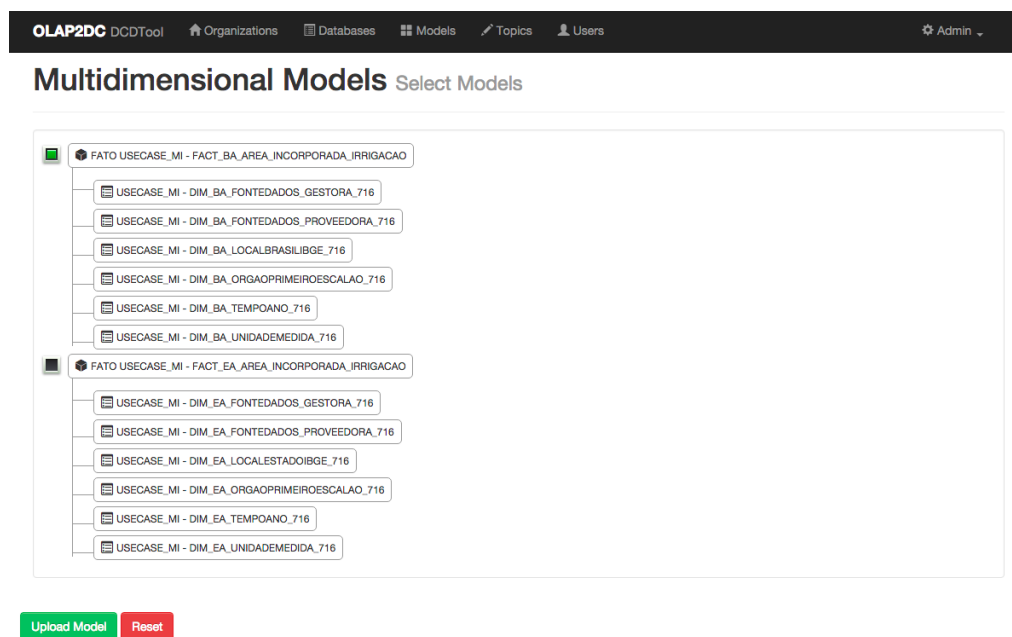 OLAP2DC DCDTool Organizations Databases Models Topics Users Admin
Multidimensional Models Select Models
FATO USECASE_MI - FACT_BA_AREA_INCORPORADA_IRRIGACAO
USECASE_MI - DIM_BA_FONTEDADOS_GESTORA_716
USECASE_MI - DIM_BA_FONTEDADOS_PROVEEDORA_716
USECASE_MI - DIM_BA_LOCALBRASILIBGE_716
USECASE_MI - DIM_BA_ORGAOPRIMEIROESCALAO_716
USECASE_MI - DIM_BA_TEMPOANO_716
USECASE_MI - DIM_BA_UNIDADEMEDIDA_716
FATO USECASE_MI - FACT_EA_AREA_INCORPORADA_IRRIGACAO
USECASE_MI - DIM_EA_FONTEDADOS_GESTORA_716
USECASE_MI - DIM_EA_FONTEDADOS_PROVEEDORA_716
USECASE_MI - DIM_EA_LOCALESTADOIBGE_716
USECASE_MI - DIM_EA_ORGAOPRIMEIROESCALAO_716
USECASE_MI - DIM_EA_TEMPOANO_716
USECASE_MI - DIM_EA_UNIDADEMEDIDA_716
Upload Model Reset